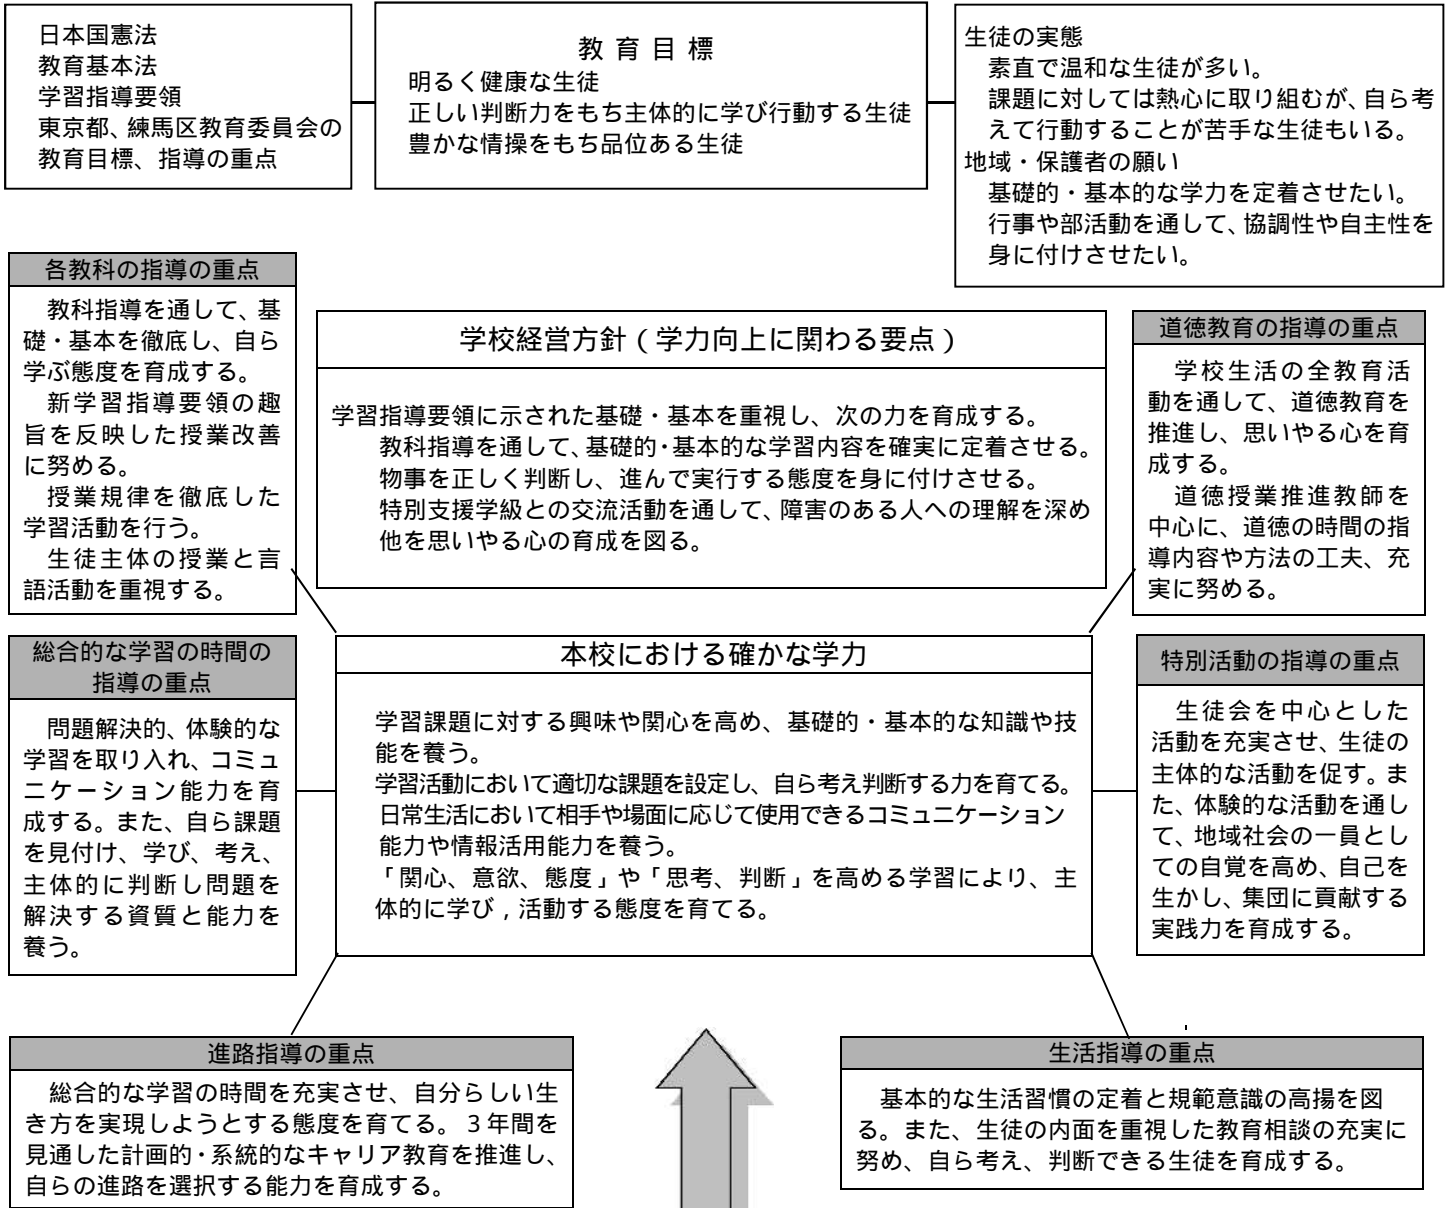 日本国憲法
教育基本法
学習指導要領
東京都、練馬区教育委員会の
教育目標、指導の重点
教 育 目 標
明るく健康な生徒
正しい判断力をもち主体的に学び行動する生徒
豊かな情操をもち品位ある生徒
生徒の実態
素直で温和な生徒が多い。
課題に対しては熱心に取り組むが、自ら考
えて行動することが苦手な生徒もいる。
地域・保護者の願い
基礎的・基本的な学力を定着させたい。
行事や部活動を通して、協調性や自主性を
身に付けさせたい。
各教科の指導の重点
教科指導を通して、基
礎・基本を徹底し、自ら
学ぶ態度を育成する。
新学習指導要領の趣
旨を反映した授業改善
に努める。
授業規律を徹底した
学習活動を行う。
生徒主体の授業と言
語活動を重視する。
学校経営方針（学力向上に関わる要点）
学習指導要領に示された基礎・基本を重視し、次の力を育成する。
教科指導を通して、基礎的・基本的な学習内容を確実に定着させる。
物事を正しく判断し、進んで実行する態度を身に付けさせる。
特別支援学級との交流活動を通して、障害のある人への理解を深め
他を思いやる心の育成を図る。
道徳教育の指導の重点
学校生活の全教育活
動を通して、道徳教育を
推進し、思いやる心を育
成する。
道徳授業推進教師を
中心に、道徳の時間の指
導内容や方法の工夫、充
実に努める。
総合的な学習の時間の
指導の重点
問題解決的、体験的な
学習を取り入れ、コミュ
ニケーション能力を育
成する。また、自ら課題
を見付け、学び、考え、
主体的に判断し問題を
解決する資質と能力を
養う。
本校における確かな学力
学習課題に対する興味や関心を高め、基礎的・基本的な知識や技
能を養う。
学習活動において適切な課題を設定し、自ら考え判断する力を育てる。
日常生活において相手や場面に応じて使用できるコミュニケーション
能力や情報活用能力を養う。
「関心、意欲、態度」や「思考、判断」を高める学習により、主
体的に学び，活動する態度を育てる。
特別活動の指導の重点
生徒会を中心とした
活動を充実させ、生徒の
主体的な活動を促す。ま
た、体験的な活動を通し
て、地域社会の一員とし
ての自覚を高め、自己を
生かし、集団に貢献する
実践力を育成する。
進路指導の重点
総合的な学習の時間を充実させ、自分らしい生
き方を実現しようとする態度を育てる。３年間を
見通した計画的・系統的なキャリア教育を推進し、
自らの進路を選択する能力を育成する。
生活指導の重点
基本的な生活習慣の定着と規範意識の高揚を図
る。また、生徒の内面を重視した教育相談の充実に
努め、自ら考え、判断できる生徒を育成する。